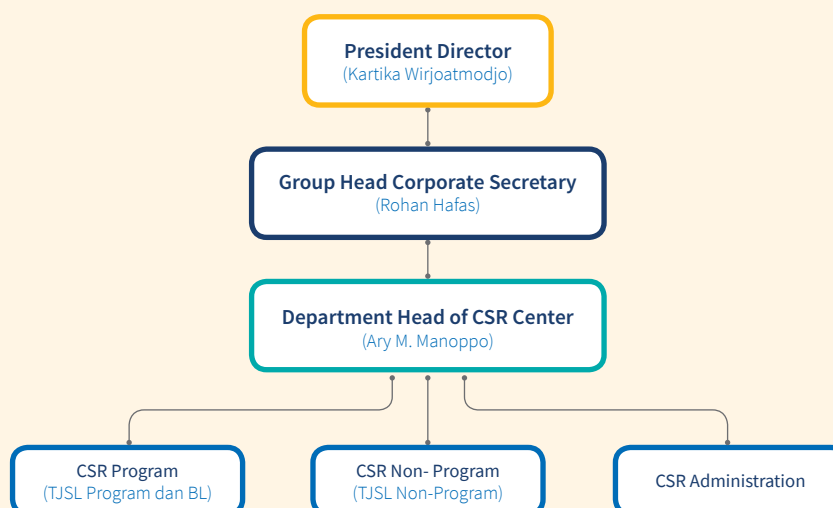 President Director
(Kartika Wirjoatmodjo)
Group Head Corporate Secretary
(Rohan Hafas)
Department Head of CSR Center
(Ary M. Manoppo)
CSR Program
(TJSL Program dan BL)
CSR Non- Program
(TJSL Non-Program)
CSR Administration